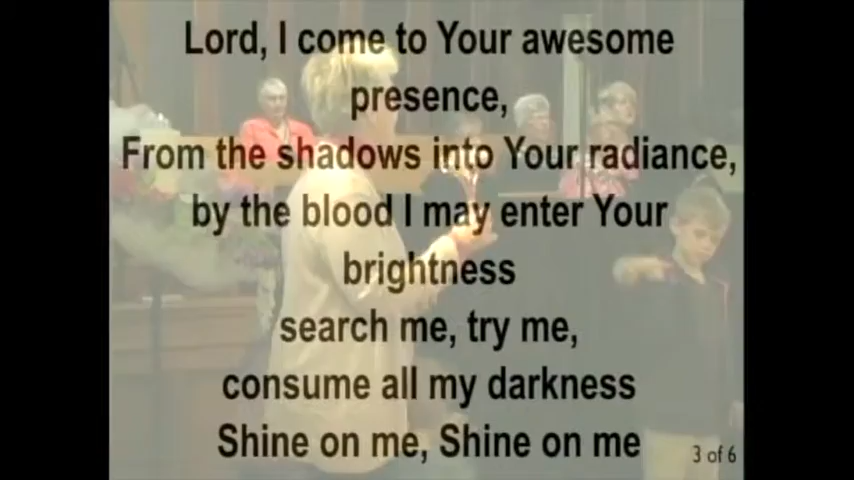 Lord, I come to Your awesome
presence,
From the shadows into Your radiance,
by the blood I may enter Your
brightness
search me, try me,
consume all my darkness
Shine on me, Shine on me
3 of 6